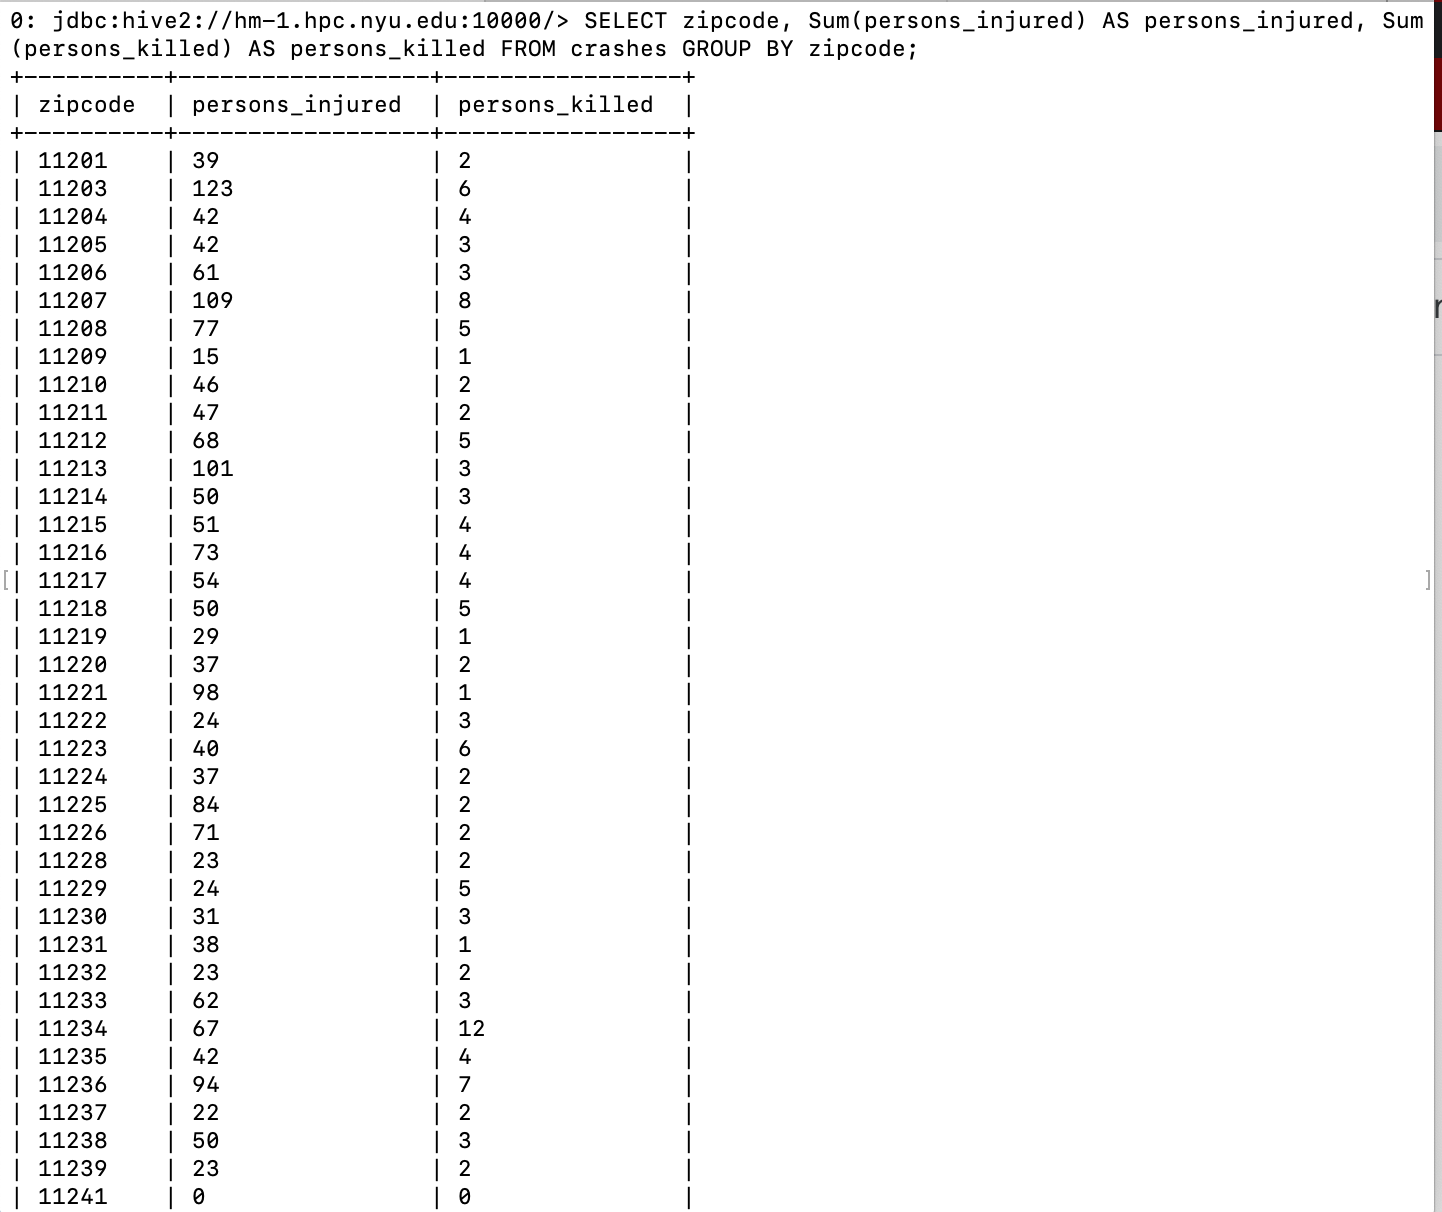 0: jdbc:hive2://hm-1.hpc.nyu.edu:10000/> SELECT zipcode, Sum(persons_injured) AS persons_injured, Sum
(persons_killed) AS persons_killed FROM crashes GROUP BY zipcode;
+----------+------------------+-----------------+
| zipcode  | persons_injured  | persons_killed  |
+----------+------------------+-----------------+
| 11201    | 39               | 2               |
| 11203    | 123              | 6               |
| 11204    | 42               | 4               |
| 11205    | 42               | 3               |
| 11206    | 61               | 3               |
| 11207    | 109              | 8               |
| 11208    | 77               | 5               |
| 11209    | 15               | 1               |
| 11210    | 46               | 2               |
| 11211    | 47               | 2               |
| 11212    | 68               | 5               |
| 11213    | 101              | 3               |
| 11214    | 50               | 3               |
| 11215    | 51               | 4               |
| 11216    | 73               | 4               |
[| 11217    | 54               | 4               | ]
| 11218    | 50               | 5               |
| 11219    | 29               | 1               |
| 11220    | 37               | 2               |
| 11221    | 98               | 1               |
| 11222    | 24               | 3               |
| 11223    | 40               | 6               |
| 11224    | 37               | 2               |
| 11225    | 84               | 2               |
| 11226    | 71               | 2               |
| 11228    | 23               | 2               |
| 11229    | 24               | 5               |
| 11230    | 31               | 3               |
| 11231    | 38               | 1               |
| 11232    | 23               | 2               |
| 11233    | 62               | 3               |
| 11234    | 67               | 12              |
| 11235    | 42               | 4               |
| 11236    | 94               | 7               |
| 11237    | 22               | 2               |
| 11238    | 50               | 3               |
| 11239    | 23               | 2               |
| 11241    | 0                | 0               |